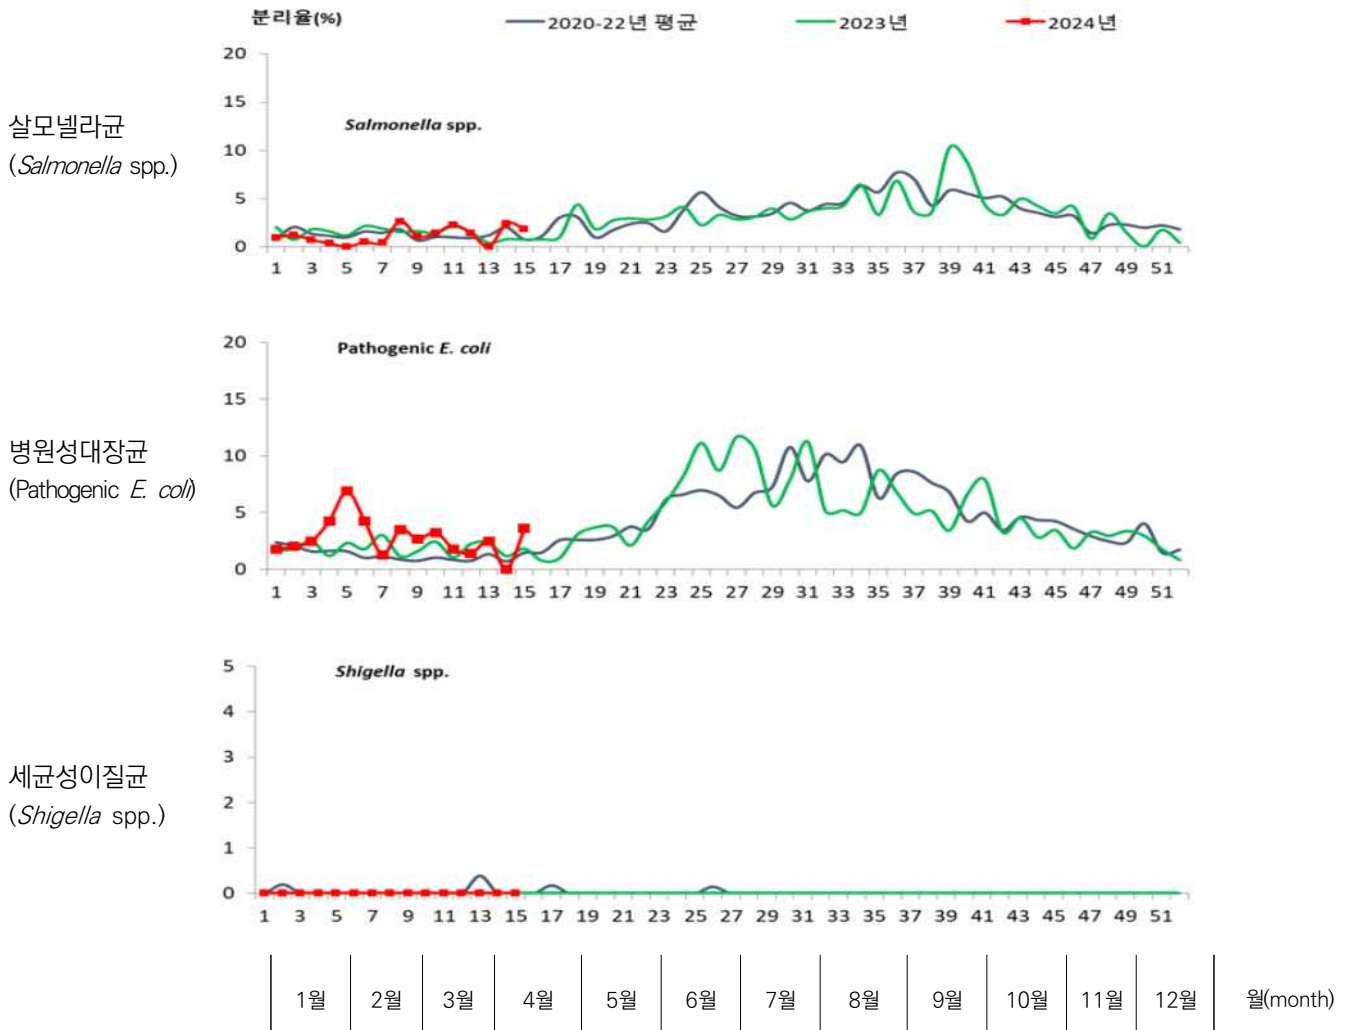 분리율(%)
2020-22년 평균
2023년
2024년
살모넬라균
(Salmonella spp.)
Salmonella spp.
20
15
10
5
0
1 3 5 7 9 11 13 15 17 19 21 23 25 27 29 31 33 35 37 39 41 43 45 47 49 51
병원성대장균
(Pathogenic E. coli)
Pathogenic E. coli
20
15
10
5
0
1 3 5 7 9 11 13 15 17 19 21 23 25 27 29 31 33 35 37 39 41 43 45 47 49 51
세균성이질균
(Shigella spp.)
Shigella spp.
5
4
3
2
1
0
1 3 5 7 9 11 13 15 17 19 21 23 25 27 29 31 33 35 37 39 41 43 45 47 49 51
1월 2월 3월 4월 5월 6월 7월 8월 9월 10월 11월 12월 월(month)